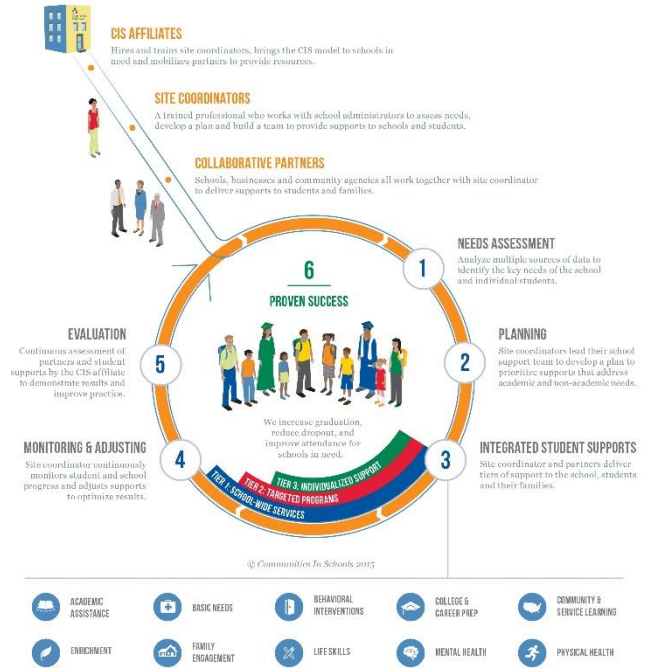 CIS AFFILIATES
Hires and trains site coordinators, brings the CIS model to schools in
need and mobilizes partners to provide resources.
SITE COORDINATORS
A trained professional who works with school administrators to assess needs,
develop a plan and build a team to provide supports to schools and students.
COLLABORATIVE PARTNERS
Schools, businesses and community agencies all work together with site coordinator
to deliver supports to students and families.
6
PROVEN SUCCESS
We increase graduation,
reduce dropout, and
improve attendance for
schools in need.
1
NEEDS ASSESSMENT
Analyze multiple sources of data to
identify the key needs of the school
and individual students.
2
PLANNING
Site coordinators lead their school
support team to develop a plan to
prioritize supports that address
academic and non-academic needs.
3
INTEGRATED STUDENT SUPPORTS
Site coordinator and partners deliver
tiers of support to the school, students
and their families.
TIER 3: INDIVIDUALIZED SUPPORT
TIER 2: TARGETED PROGRAMS
TIER 1: SCHOOL-WIDE SERVICES
4
MONITORING & ADJUSTING
Site coordinator continuously
monitors student and school
progress and adjusts supports
to optimize results.
5
EVALUATION
Continuous assessment of
partners and student
supports by the CIS affiliate
to demonstrate results and
improve practice.
© Communities In Schools 2015
ACADEMIC
ASSISTANCE
BASIC NEEDS
BEHAVIORAL
INTERVENTIONS
COLLEGE &
CAREER PREP
COMMUNITY &
SERVICE LEARNING
ENRICHMENT
FAMILY
ENGAGEMENT
LIFE SKILLS
MENTAL HEALTH
PHYSICAL HEALTH